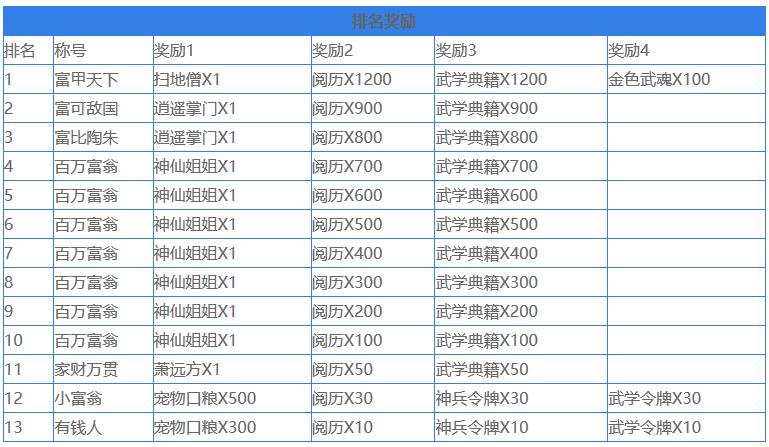 排名奖励
排名 称号 奖励1 奖励2 奖励3 奖励4
1 富甲天下 扫地僧X1 阅历X1200 武学典籍X1200 金色武魂X100
2 富可敌国 逍遥掌门X1 阅历X900 武学典籍X900
3 富比陶朱 逍遥掌门X1 阅历X800 武学典籍X800
4 百万富翁 神仙姐姐X1 阅历X700 武学典籍X700
5 百万富翁 神仙姐姐X1 阅历X600 武学典籍X600
6 百万富翁 神仙姐姐X1 阅历X500 武学典籍X500
7 百万富翁 神仙姐姐X1 阅历X400 武学典籍X400
8 百万富翁 神仙姐姐X1 阅历X300 武学典籍X300
9 百万富翁 神仙姐姐X1 阅历X200 武学典籍X200
10 百万富翁 神仙姐姐X1 阅历X100 武学典籍X100
11 家财万贯 萧远方X1 阅历X50 武学典籍X50
12 小富翁 宠物口粮X500 阅历X30 神兵令牌X30 武学令牌X30
13 有钱人 宠物口粮X300 阅历X10 神兵令牌X10 武学令牌X10